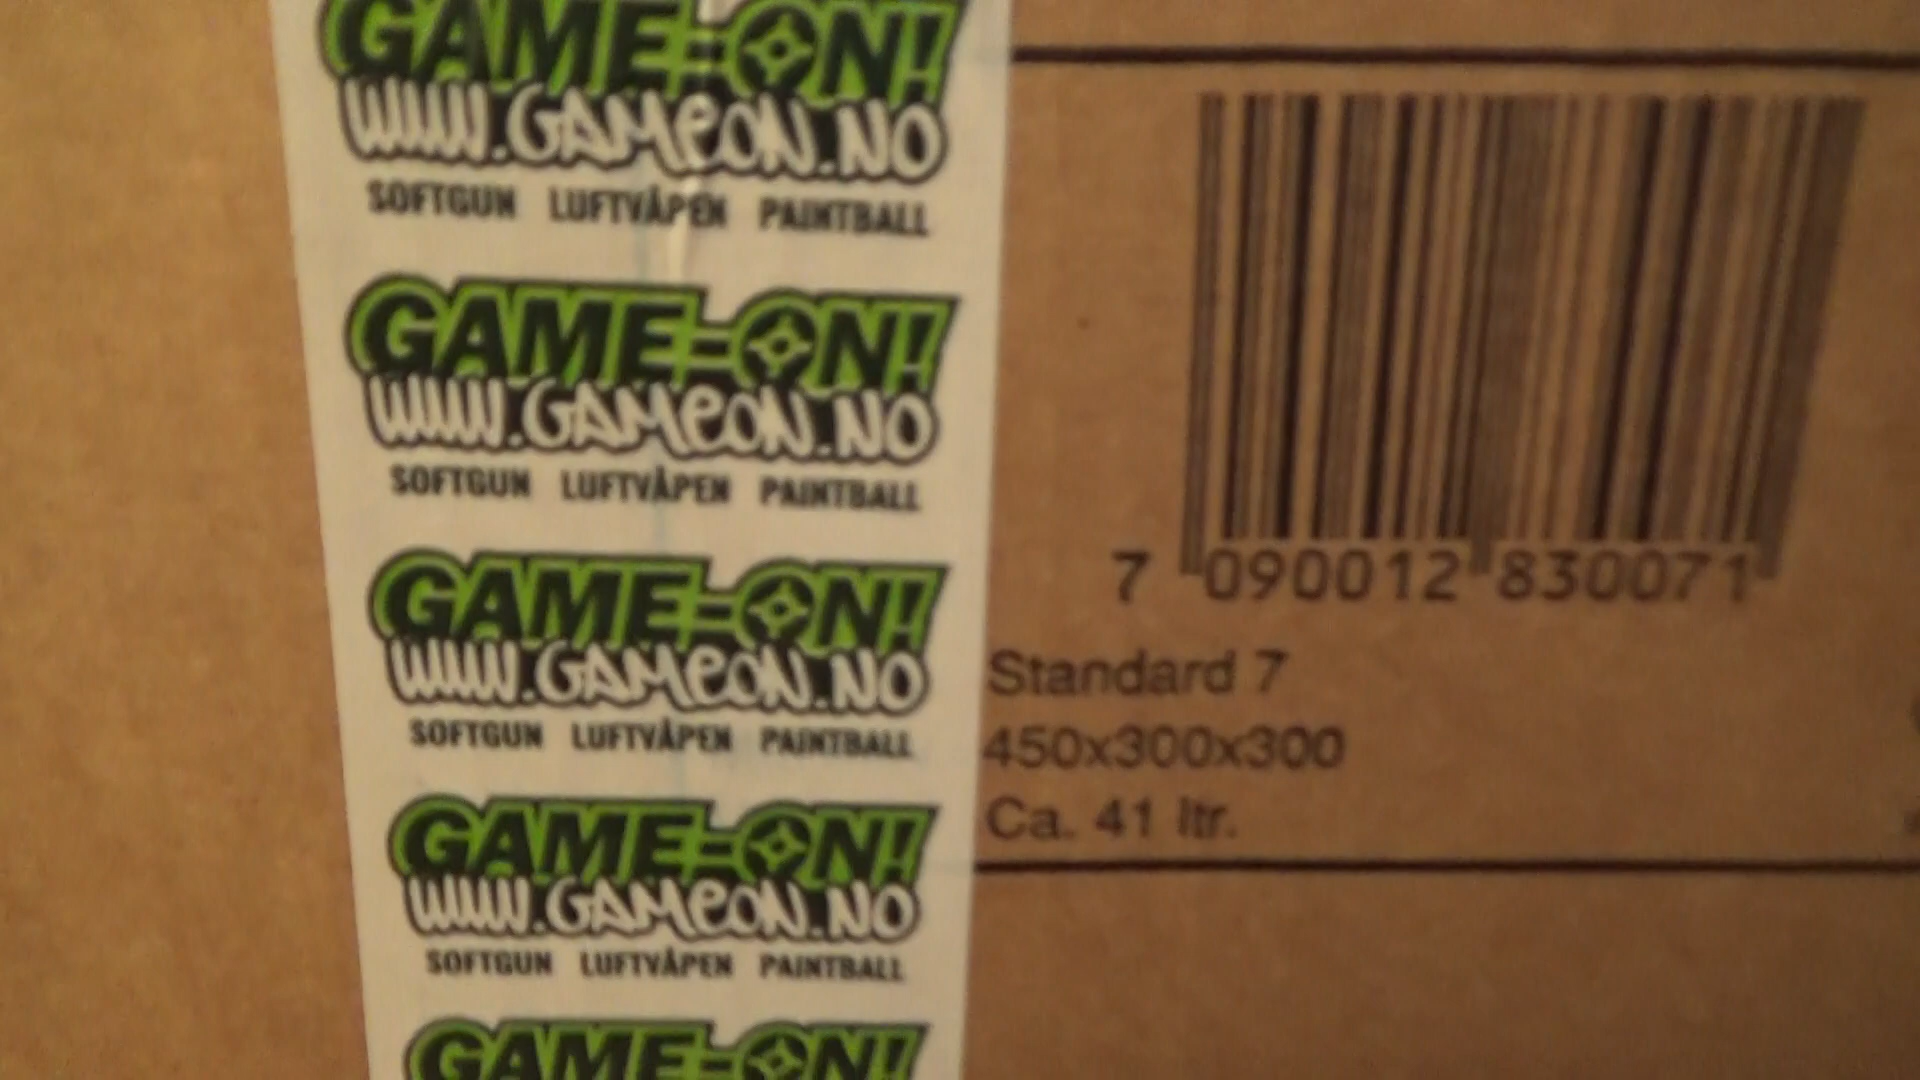 GAME-ON!
WWW.GAMEON.NO
SOFTGUN LUFTVÅPEN PAINTBALL
GAME-ON!
WWW.GAMEON.NO
SOFTGUN LUFTVÅPEN PAINTBALL
GAME-ON!
WWW.GAMEON.NO
SOFTGUN LUFTVÅPEN PAINTBALL
GAME-ON!
WWW.GAMEON.NO
SOFTGUN LUFTVÅPEN PAINTBALL
GAME-ON!
7 090012 830071
Standard 7
450x300x300
Ca. 41 ltr.